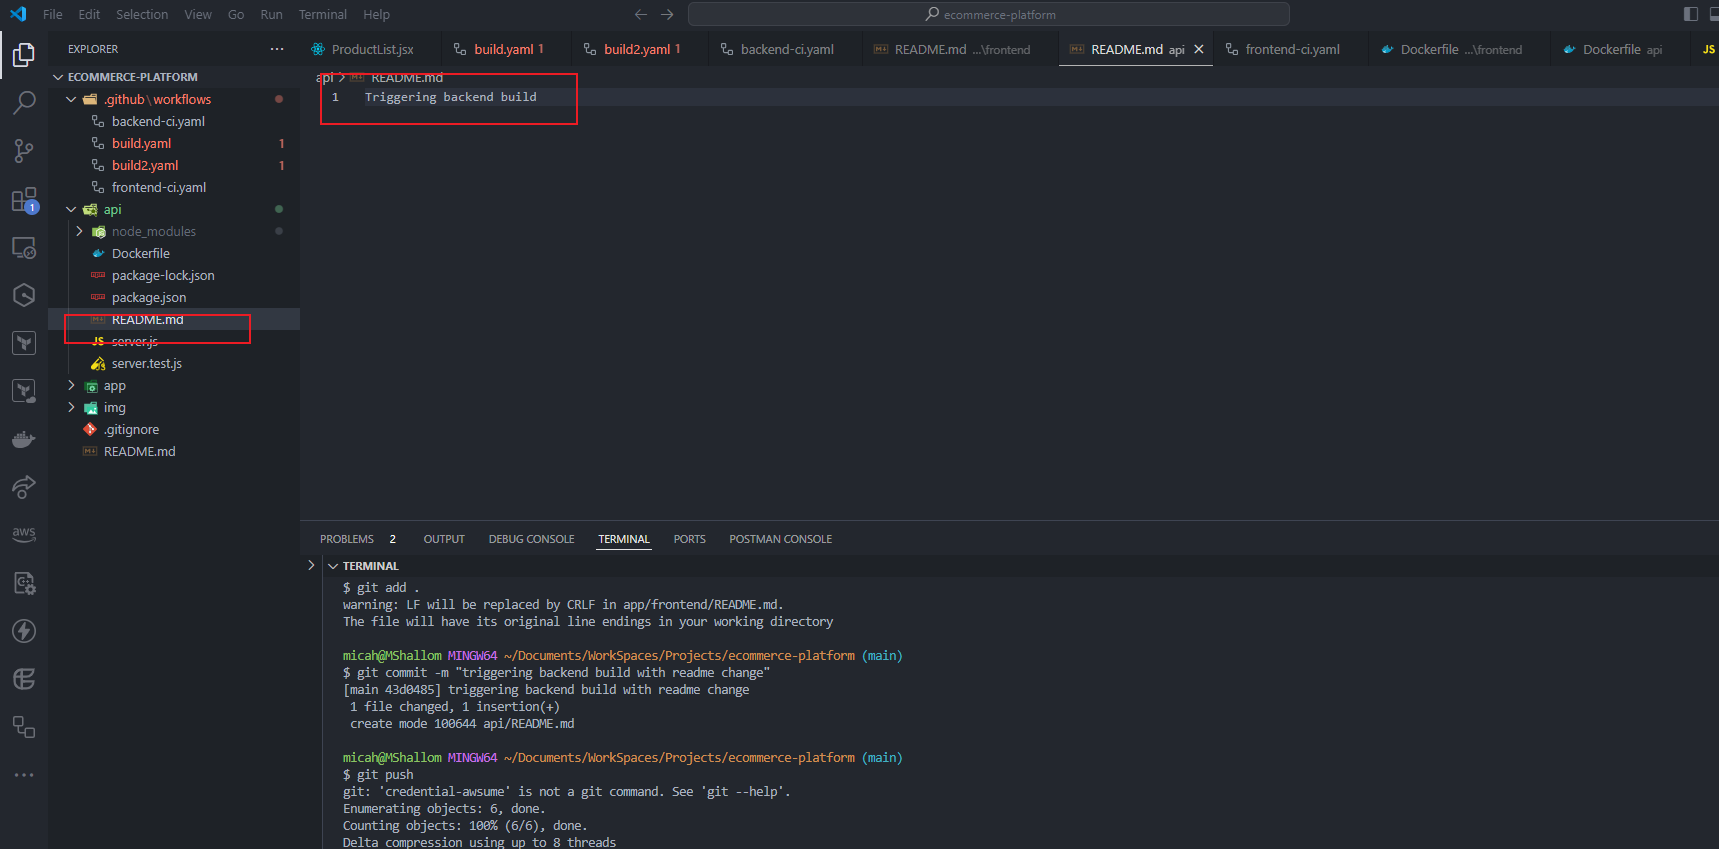 File Edit Selection View Go Run Terminal Help
ecommerce-platform
EXPLORER
ProductList.jsx
build.yaml 1
build2.yaml 1
backend-ci.yaml
README.md ...\frontend
README.md api
frontend-ci.yaml
Dockerfile ...\frontend
Dockerfile api
JS
ECOMMERCE-PLATFORM
.github\workflows
backend-ci.yaml
build.yaml 1
build2.yaml 1
frontend-ci.yaml
api
node_modules
Dockerfile
package-lock.json
package.json
README.md
JS server.js
server.test.js
app
img
.gitignore
README.md
1
aws
api > README.md
1 Triggering backend build
PROBLEMS 2 OUTPUT DEBUG CONSOLE TERMINAL PORTS POSTMAN CONSOLE
TERMINAL
$ git add .
warning: LF will be replaced by CRLF in app/frontend/README.md.
The file will have its original line endings in your working directory
micah@MShallom MINGW64 ~/Documents/WorkSpaces/Projects/ecommerce-platform (main)
$ git commit -m "triggering backend build with readme change"
[main 43d0485] triggering backend build with readme change
1 file changed, 1 insertion(+)
create mode 100644 api/README.md
micah@MShallom MINGW64 ~/Documents/WorkSpaces/Projects/ecommerce-platform (main)
$ git push
git: 'credential-awsume' is not a git command. See 'git --help'.
Enumerating objects: 6, done.
Counting objects: 100% (6/6), done.
Delta compression using up to 8 threads